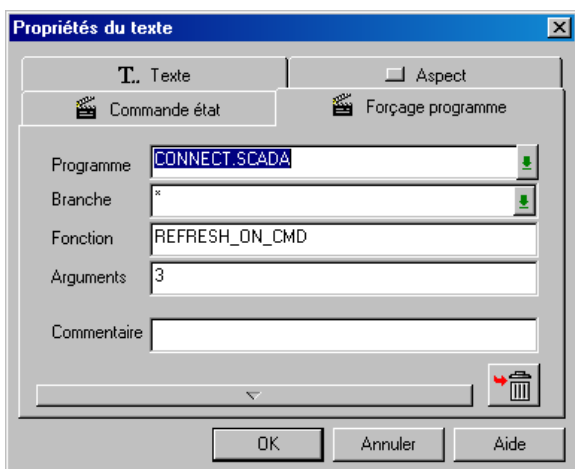 Propriétés du texte
T.. Texte
Aspect
Commande état
Forçage programme
Programme CONNECT.SCADA
Branche *
Fonction REFRESH_ON_CMD
Arguments 3
Commentaire
OK Annuler Aide